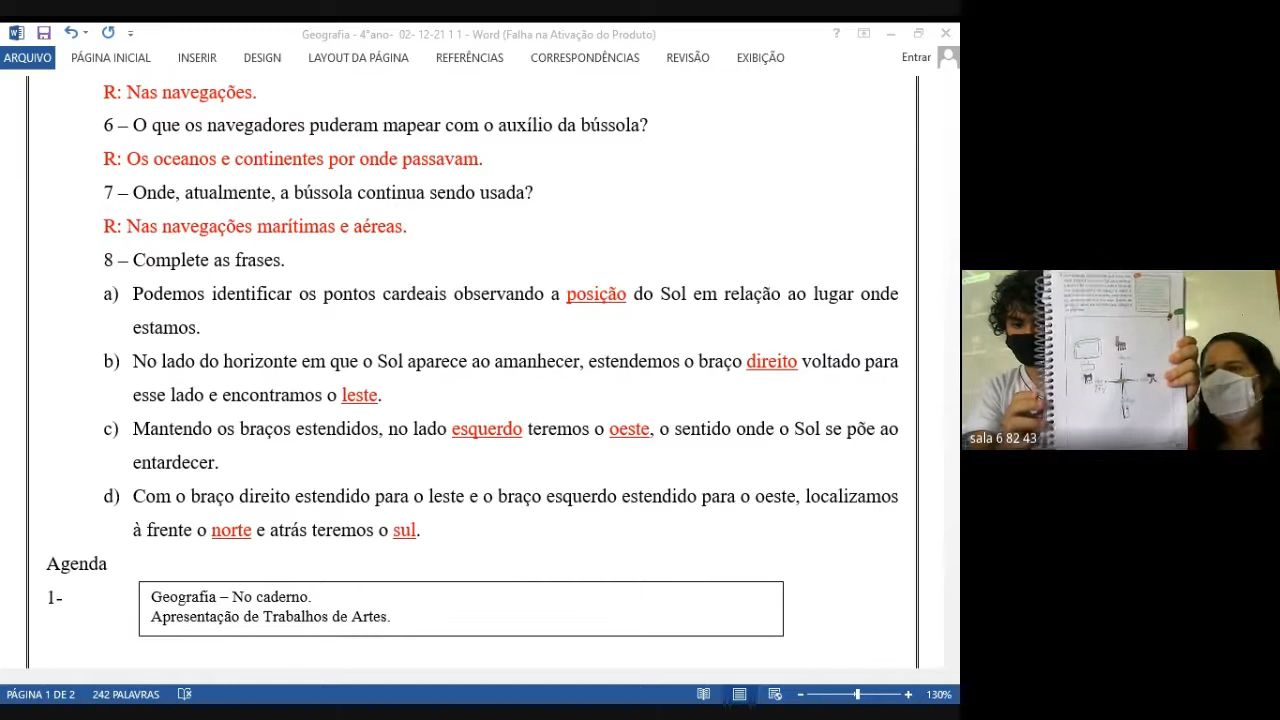 Geografia - 4°ano- 02- 12-21 1 1 - Word (Falha na Ativação do Produto)
ARQUIVO PÁGINA INICIAL INSERIR DESIGN LAYOUT DA PÁGINA REFERÊNCIAS CORRESPONDÊNCIAS REVISÃO EXIBIÇÃO Entrar
R: Nas navegações.
6 – O que os navegadores puderam mapear com o auxílio da bússola?
R: Os oceanos e continentes por onde passavam.
7 – Onde, atualmente, a bússola continua sendo usada?
R: Nas navegações marítimas e aéreas.
8 – Complete as frases.
a) Podemos identificar os pontos cardeais observando a posição do Sol em relação ao lugar onde
estamos.
b) No lado do horizonte em que o Sol aparece ao amanhecer, estendemos o braço direito voltado para
esse lado e encontramos o leste.
c) Mantendo os braços estendidos, no lado esquerdo teremos o oeste, o sentido onde o Sol se põe ao
entardecer.
d) Com o braço direito estendido para o leste e o braço esquerdo estendido para o oeste, localizamos
à frente o norte e atrás teremos o sul.
Agenda
1-
Geografia – No caderno.
Apresentação de Trabalhos de Artes.
PÁGINA 1 DE 2 242 PALAVRAS 130%
sala 6 82 43